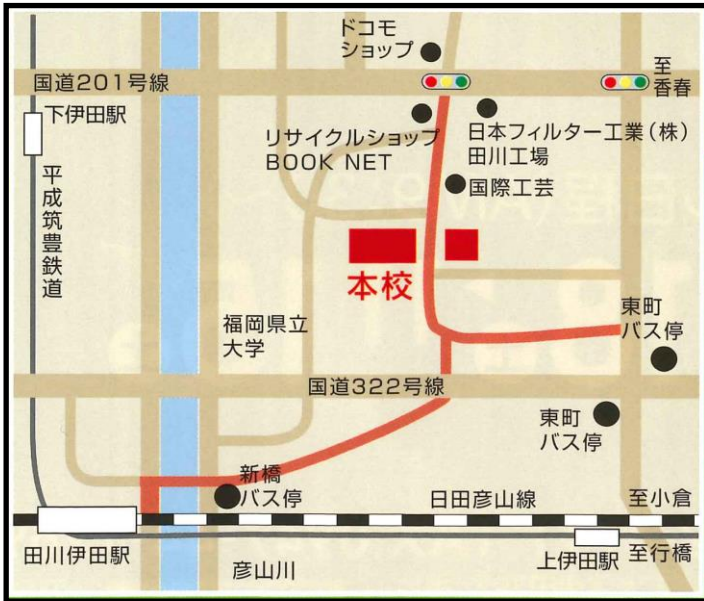 ドコモ
ショップ
国道201号線
至
香春
下伊田駅
リサイクルショップ
BOOK NET
日本フィルター工業(株)
田川工場
国際工芸
平成筑豊鉄道
本校
福岡県立
大学
東町
バス停
国道322号線
東町
バス停
新橋
バス停
日田彦山線
至小倉
田川伊田駅
彦山川
上伊田駅
至行橋